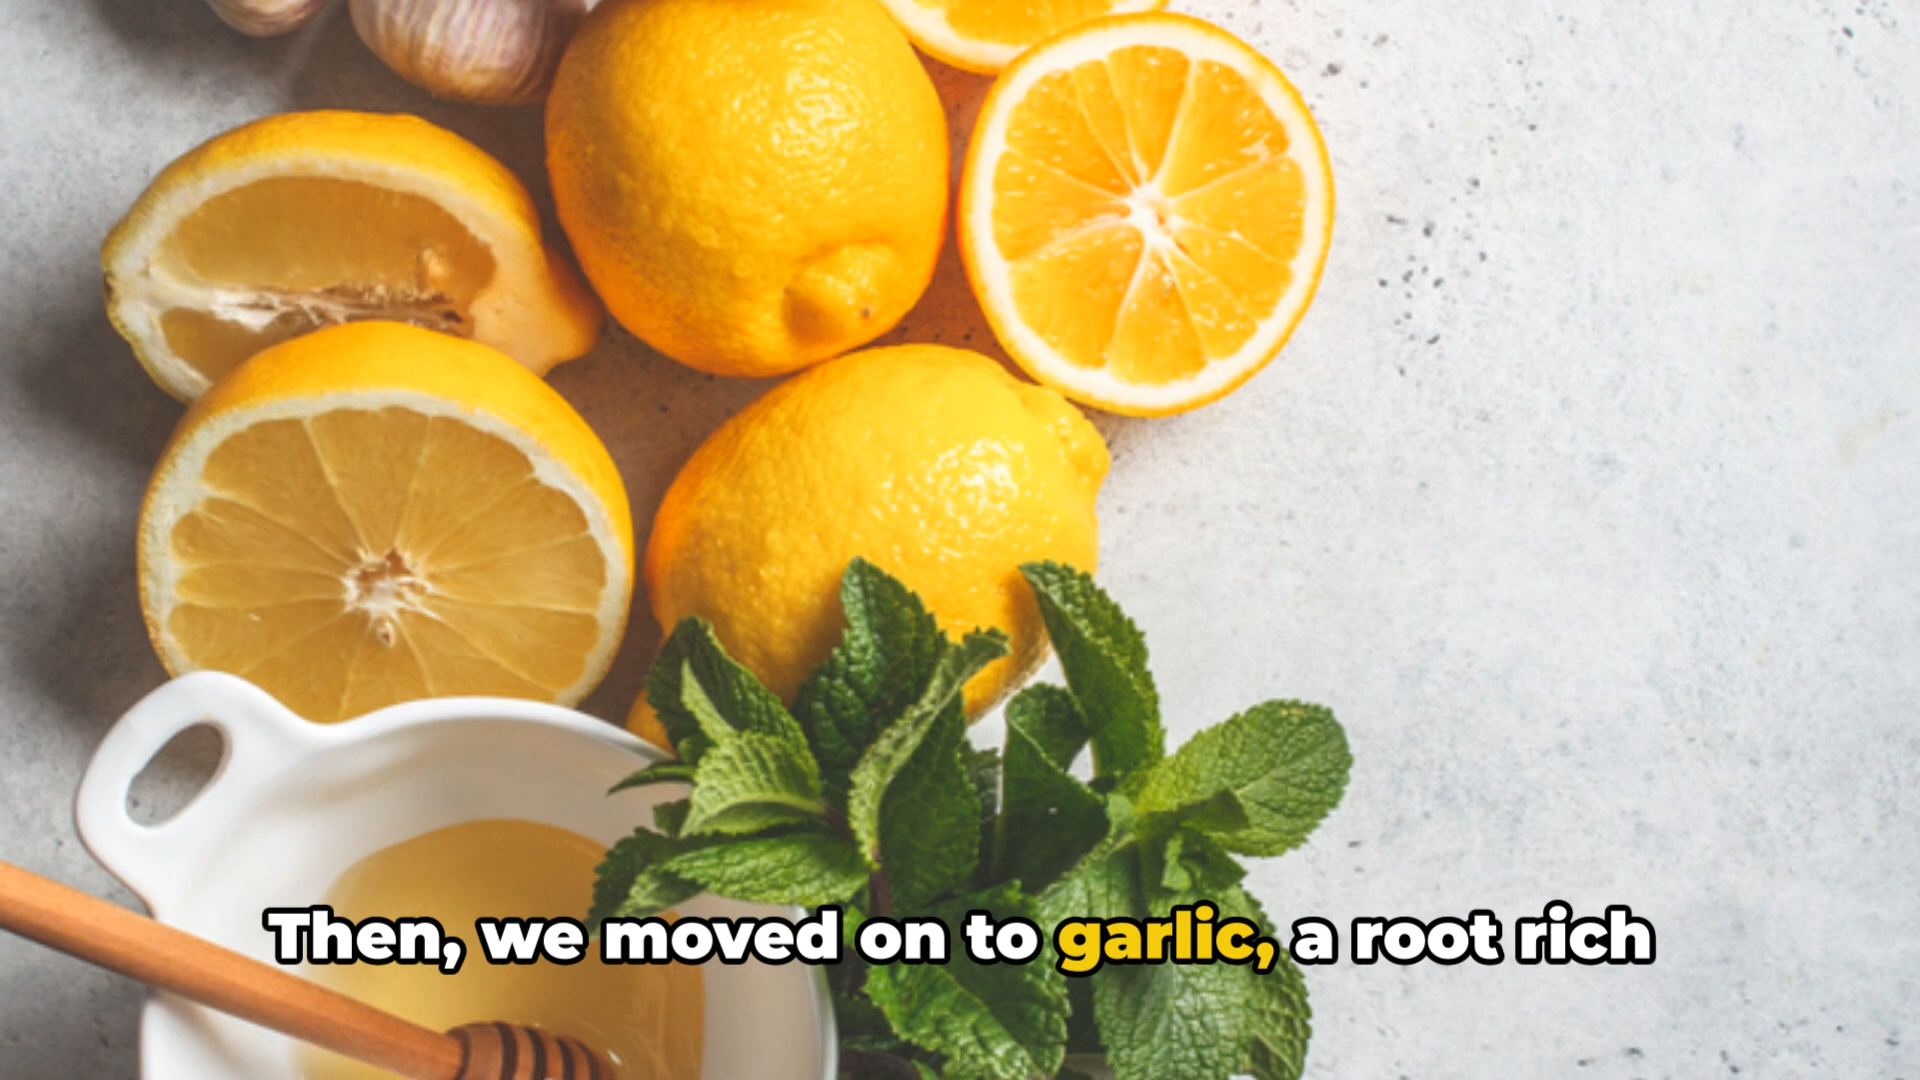 Then, we moved on to garlic, a root rich